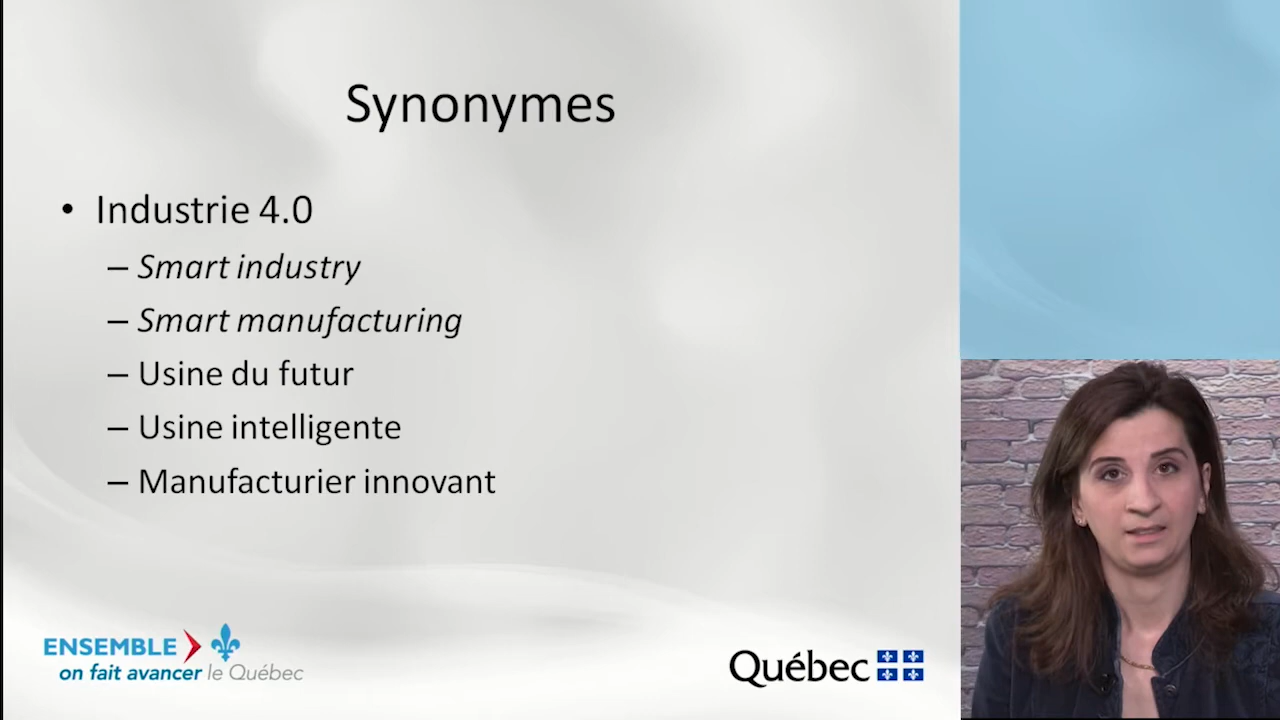 Synonymes
• Industrie 4.0
– Smart industry
– Smart manufacturing
– Usine du futur
– Usine intelligente
– Manufacturier innovant
ENSEMBLE
on fait avancer le Québec
Québec